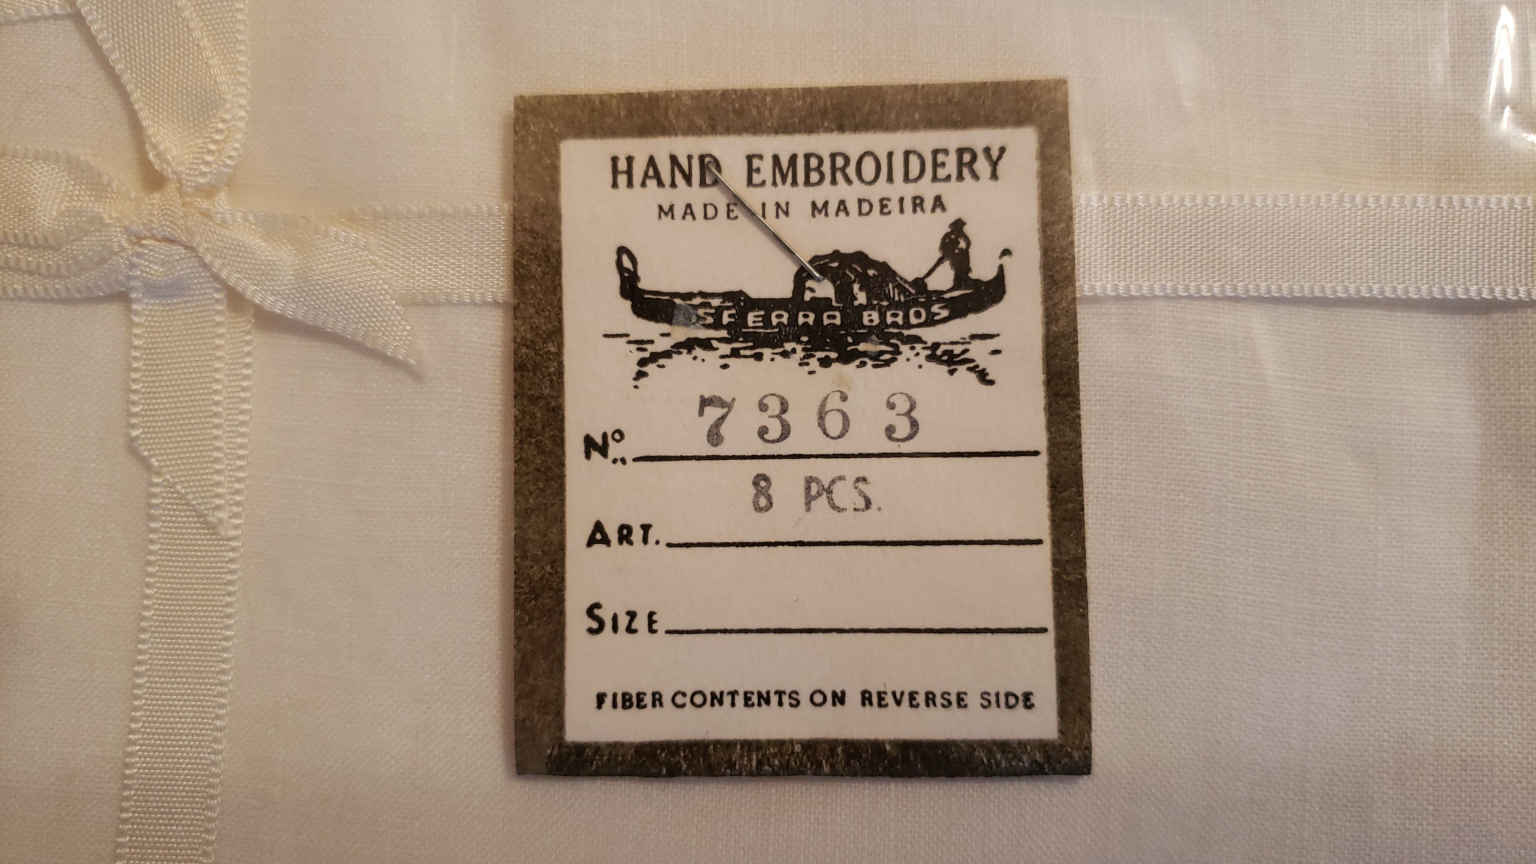 HAND EMBROIDERY
MADE IN MADEIRA
SFERRA BROS
Nº 7363
8 PCS.
ART.
SIZE
FIBER CONTENTS ON REVERSE SIDE